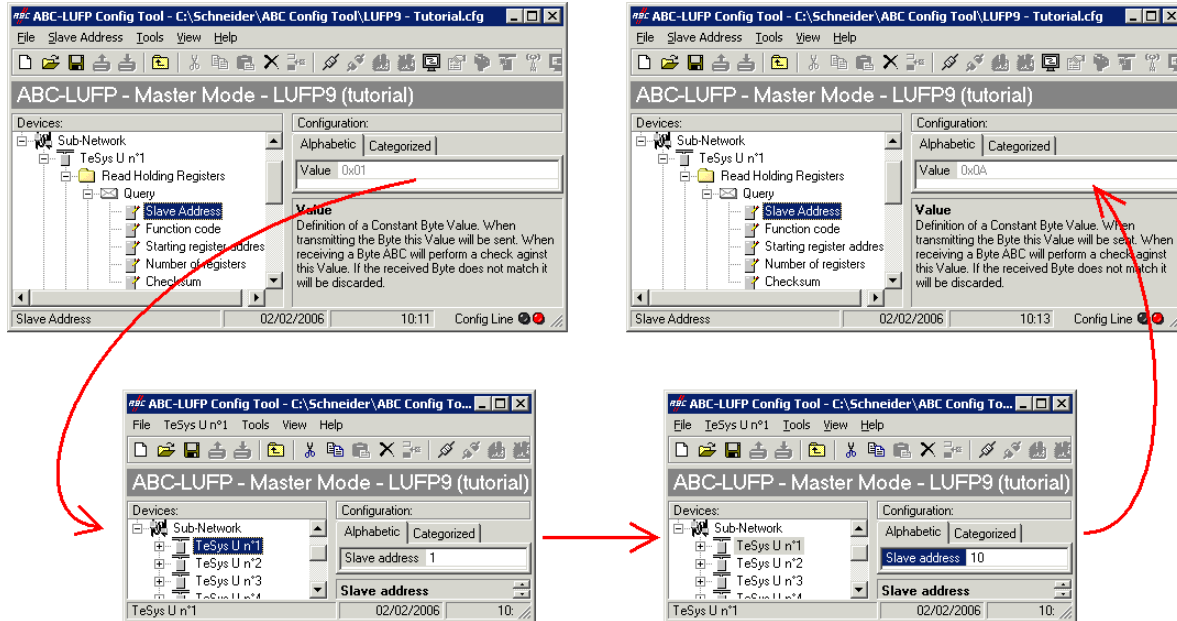 ABC-LUFP Config Tool - C:\Schneider\ABC Config Tool\LUFP9 - Tutorial.cfg
File Slave Address Tools View Help
ABC-LUFP - Master Mode - LUFP9 (tutorial)
Devices:
Sub-Network
TeSys U n°1
Read Holding Registers
Query
Slave Address
Function code
Starting register addres
Number of registers
Checksum
Configuration:
Alphabetic Categorized
Value 0x01
Value
Definition of a Constant Byte Value. When
transmitting the Byte this Value will be sent. When
receiving a Byte ABC will perform a check aginst
this Value. If the received Byte does not match it
will be discarded.
Slave Address 02/02/2006 10:11 Config Line
ABC-LUFP Config Tool - C:\Schneider\ABC Config Tool\LUFP9 - Tutorial.cfg
File Slave Address Tools View Help
ABC-LUFP - Master Mode - LUFP9 (tutorial)
Devices:
Sub-Network
TeSys U n°1
Read Holding Registers
Query
Slave Address
Function code
Starting register addres
Number of registers
Checksum
Configuration:
Alphabetic Categorized
Value 0x0A
Value
Definition of a Constant Byte Value. When
transmitting the Byte this Value will be sent. When
receiving a Byte ABC will perform a check aginst
this Value. If the received Byte does not match it
will be discarded.
Slave Address 02/02/2006 10:13 Config Line
ABC-LUFP Config Tool - C:\Schneider\ABC Config To...
File TeSys U n°1 Tools View Help
ABC-LUFP - Master Mode - LUFP9 (tutorial)
Devices:
Sub-Network
TeSys U n°1
TeSys U n°2
TeSys U n°3
TeSys U n°4
Configuration:
Alphabetic Categorized
Slave address 1
Slave address
TeSys U n°1 02/02/2006 10:
ABC-LUFP Config Tool - C:\Schneider\ABC Config To...
File TeSys U n°1 Tools View Help
ABC-LUFP - Master Mode - LUFP9 (tutorial)
Devices:
Sub-Network
TeSys U n°1
TeSys U n°2
TeSys U n°3
TeSys U n°4
Configuration:
Alphabetic Categorized
Slave address 10
Slave address
TeSys U n°1 02/02/2006 10: